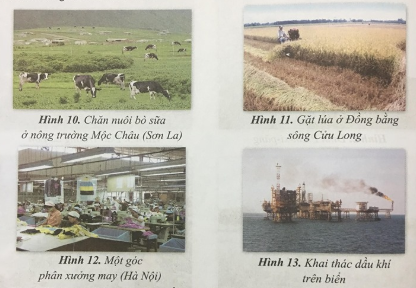 Hình 10. Chăn nuôi bò sữa
ở nông trường Mộc Châu (Sơn La)
Hình 11. Gặt lúa ở Đồng bằng
sông Cửu Long
Hình 12. Một góc
phân xưởng may (Hà Nội)
Hình 13. Khai thác dầu khí
trên biển